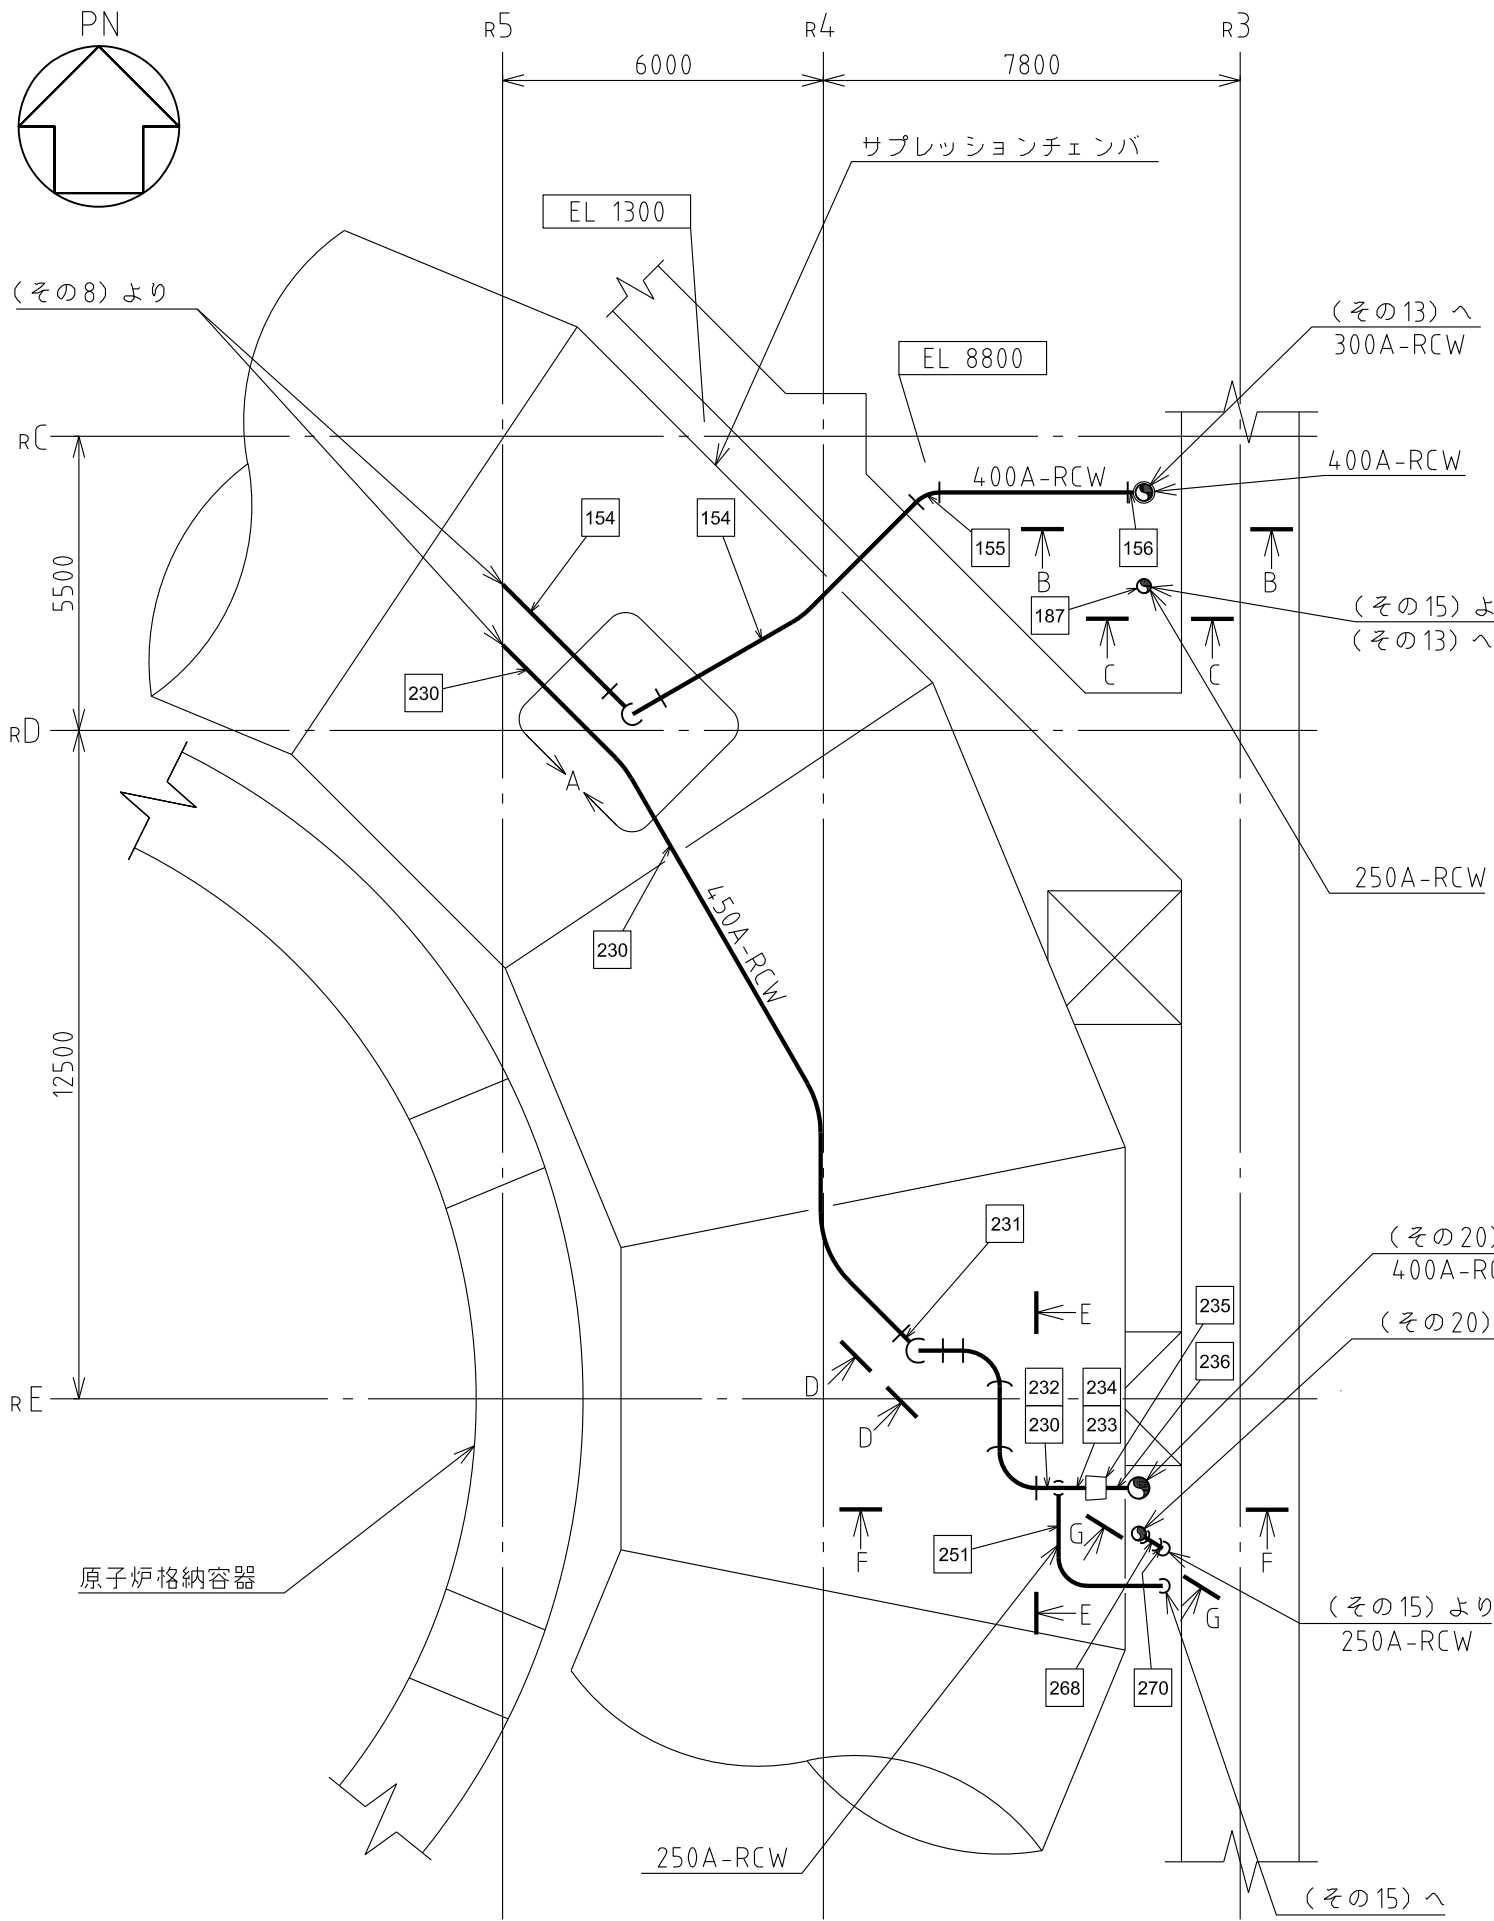 PN
R5
R4
R3
6000
7800
サプレッションチェンバ
EL 1300
(その8)より
(その13)へ
300A-RCW
EL 8800
RC
400A-RCW
400A-RCW
154
154
155
156
B
B
5500
187
(その15)よ
(その13)へ
C
C
230
RD
A
250A-RCW
230
450A-RCW
12500
231
(その20)
400A-RC
235
E
(その20)
236
D
232
234
RE
230
233
D
G
F
251
F
原子炉格納容器
E
G
(その15)より
250A-RCW
268
270
250A-RCW
(その15)へ